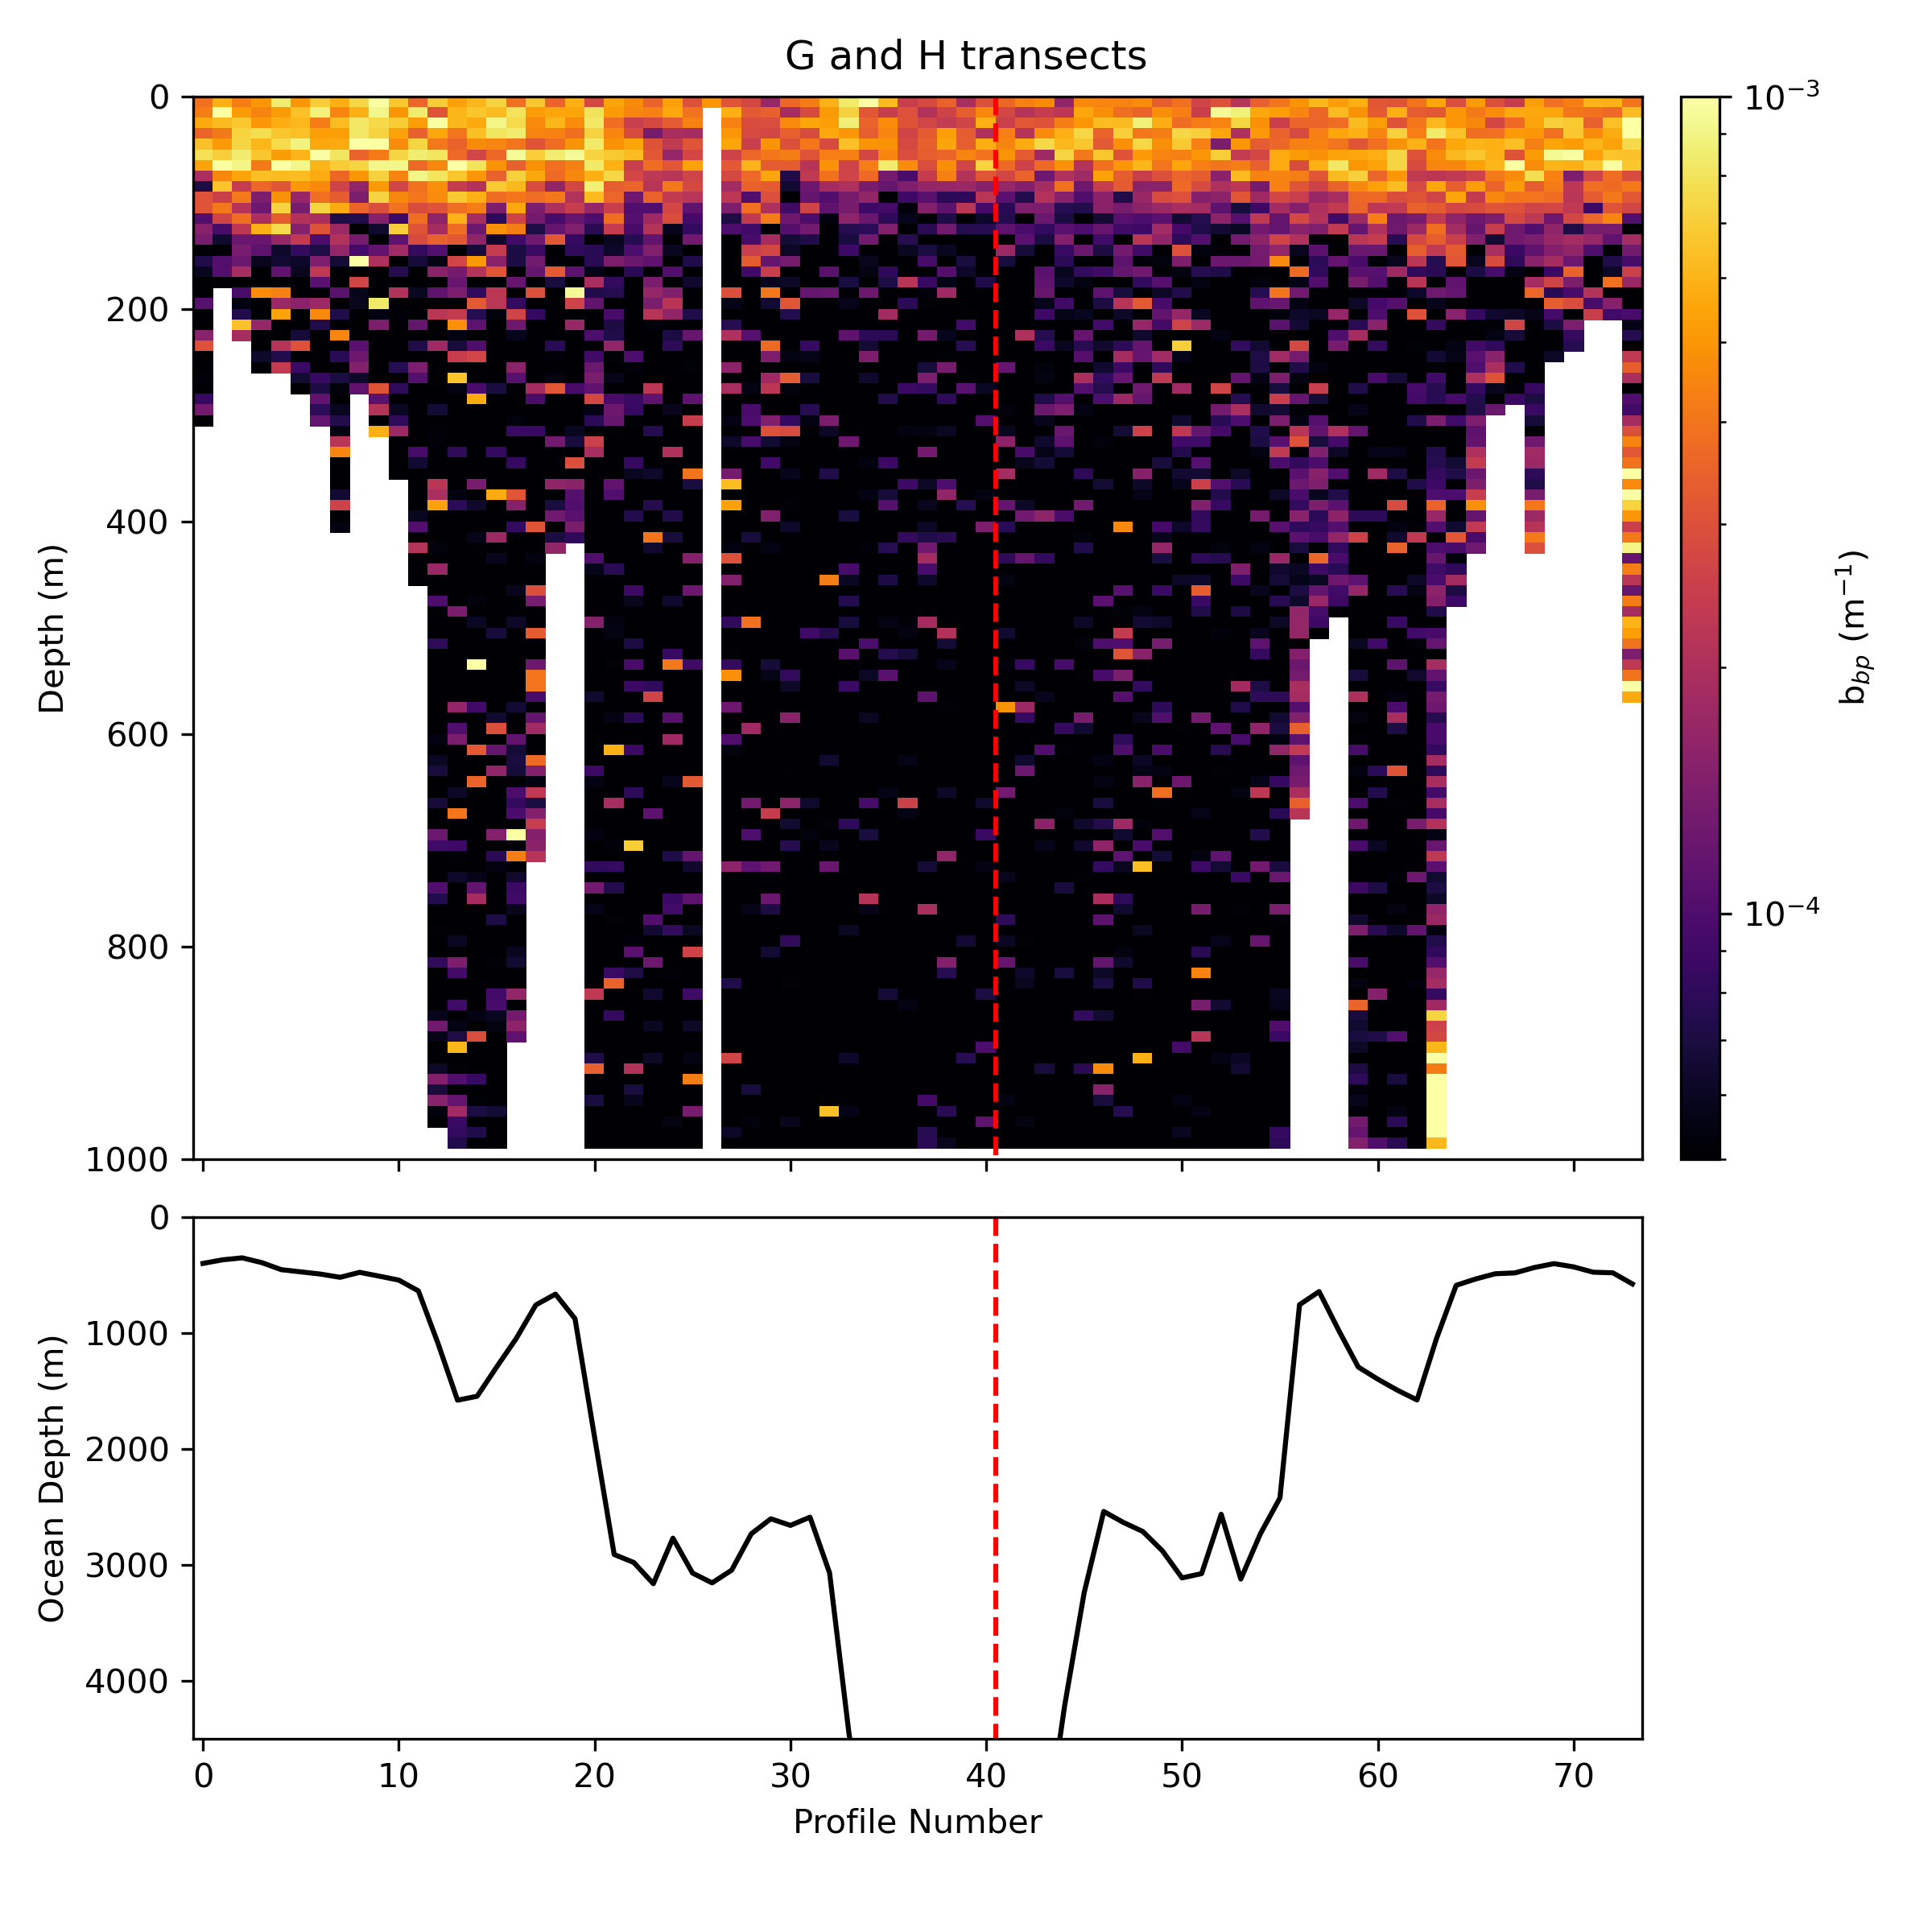 G and H transects
0
200
400
600
800
1000
Depth (m)
10⁻³
10⁻⁴
b_bp (m⁻¹)
0
1000
2000
3000
4000
Ocean Depth (m)
0 10 20 30 40 50 60 70
Profile Number